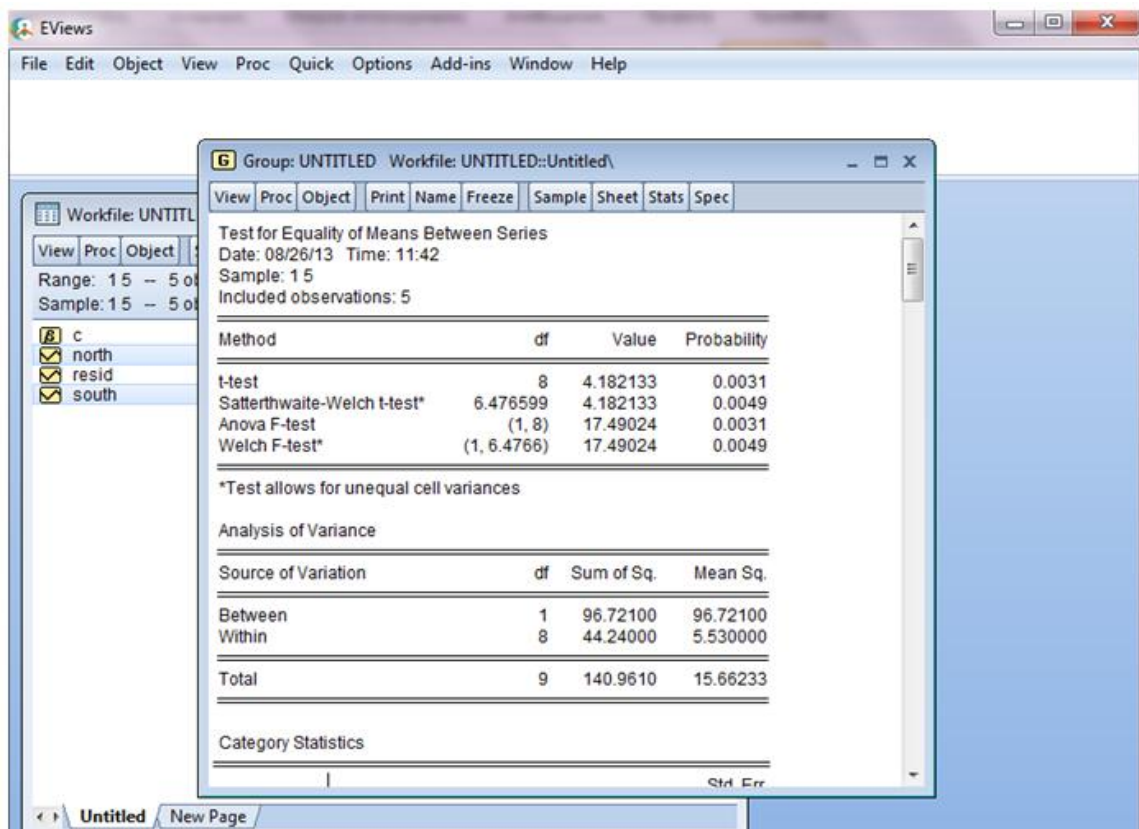 EViews
File Edit Object View Proc Quick Options Add-ins Window Help
Group: UNTITLED Workfile: UNTITLED::Untitled\
View Proc Object Print Name Freeze Sample Sheet Stats Spec
Workfile: UNTITL
View Proc Object
Range: 1 5 -- 5 ob
Sample: 1 5 -- 5 ob
c
north
resid
south
Test for Equality of Means Between Series
Date: 08/26/13 Time: 11:42
Sample: 1 5
Included observations: 5
Method df Value Probability
t-test 8 4.182133 0.0031
Satterthwaite-Welch t-test* 6.476599 4.182133 0.0049
Anova F-test (1, 8) 17.49024 0.0031
Welch F-test* (1, 6.4766) 17.49024 0.0049
*Test allows for unequal cell variances
Analysis of Variance
Source of Variation df Sum of Sq. Mean Sq.
Between 1 96.72100 96.72100
Within 8 44.24000 5.530000
Total 9 140.9610 15.66233
Category Statistics
Std. Err.
Untitled New Page